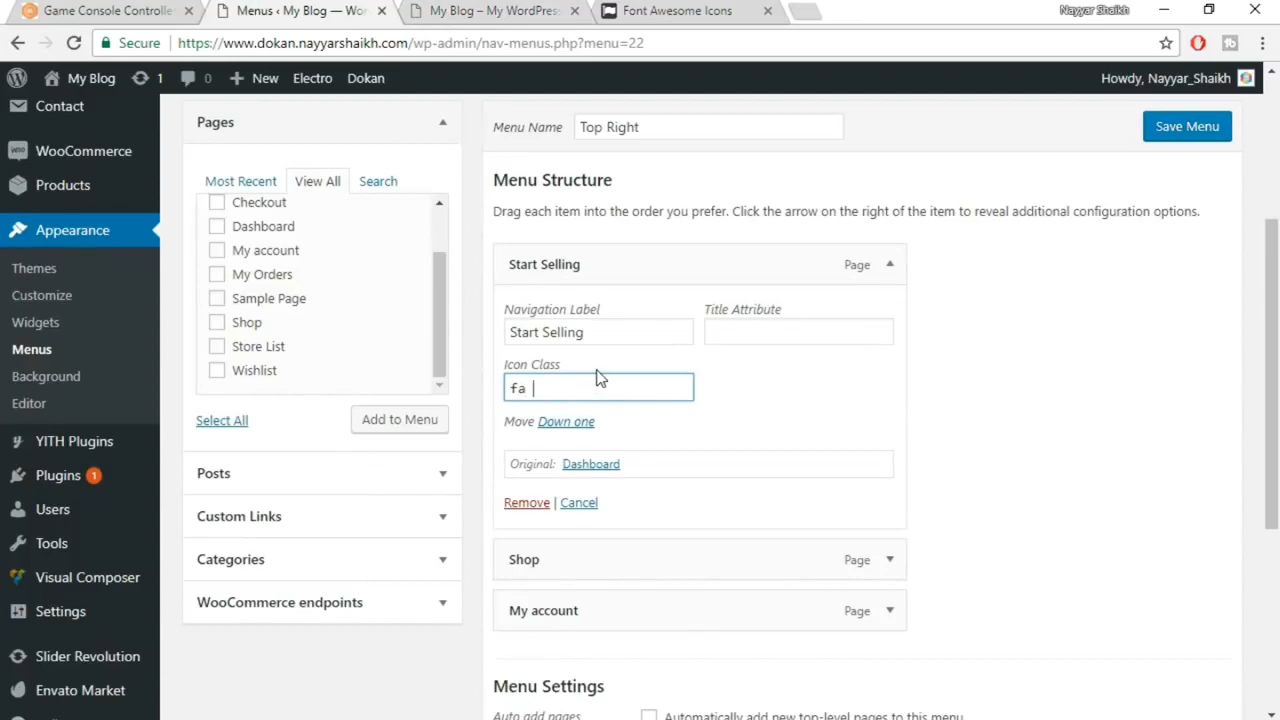 Game Console Controlle
Menus ‹ My Blog — Wor
My Blog – My WordPres
Font Awesome Icons
Nayyar Shaikh
Secure
https://www.dokan.nayyarshaikh.com/wp-admin/nav-menus.php?menu=22
My Blog
1
0
New
Electro
Dokan
Howdy, Nayyar_Shaikh
Contact
WooCommerce
Products
Appearance
Themes
Customize
Widgets
Menus
Background
Editor
YITH Plugins
Plugins 1
Users
Tools
Visual Composer
Settings
Slider Revolution
Envato Market
Pages
Most Recent
View All
Search
Checkout
Dashboard
My account
My Orders
Sample Page
Shop
Store List
Wishlist
Select All
Add to Menu
Posts
Custom Links
Categories
WooCommerce endpoints
Menu Name
Top Right
Save Menu
Menu Structure
Drag each item into the order you prefer. Click the arrow on the right of the item to reveal additional configuration options.
Start Selling
Page
Navigation Label
Title Attribute
Start Selling
Icon Class
fa
Move Down one
Original: Dashboard
Remove | Cancel
Shop
Page
My account
Page
Menu Settings
Auto add pages
Automatically add new top-level pages to this menu